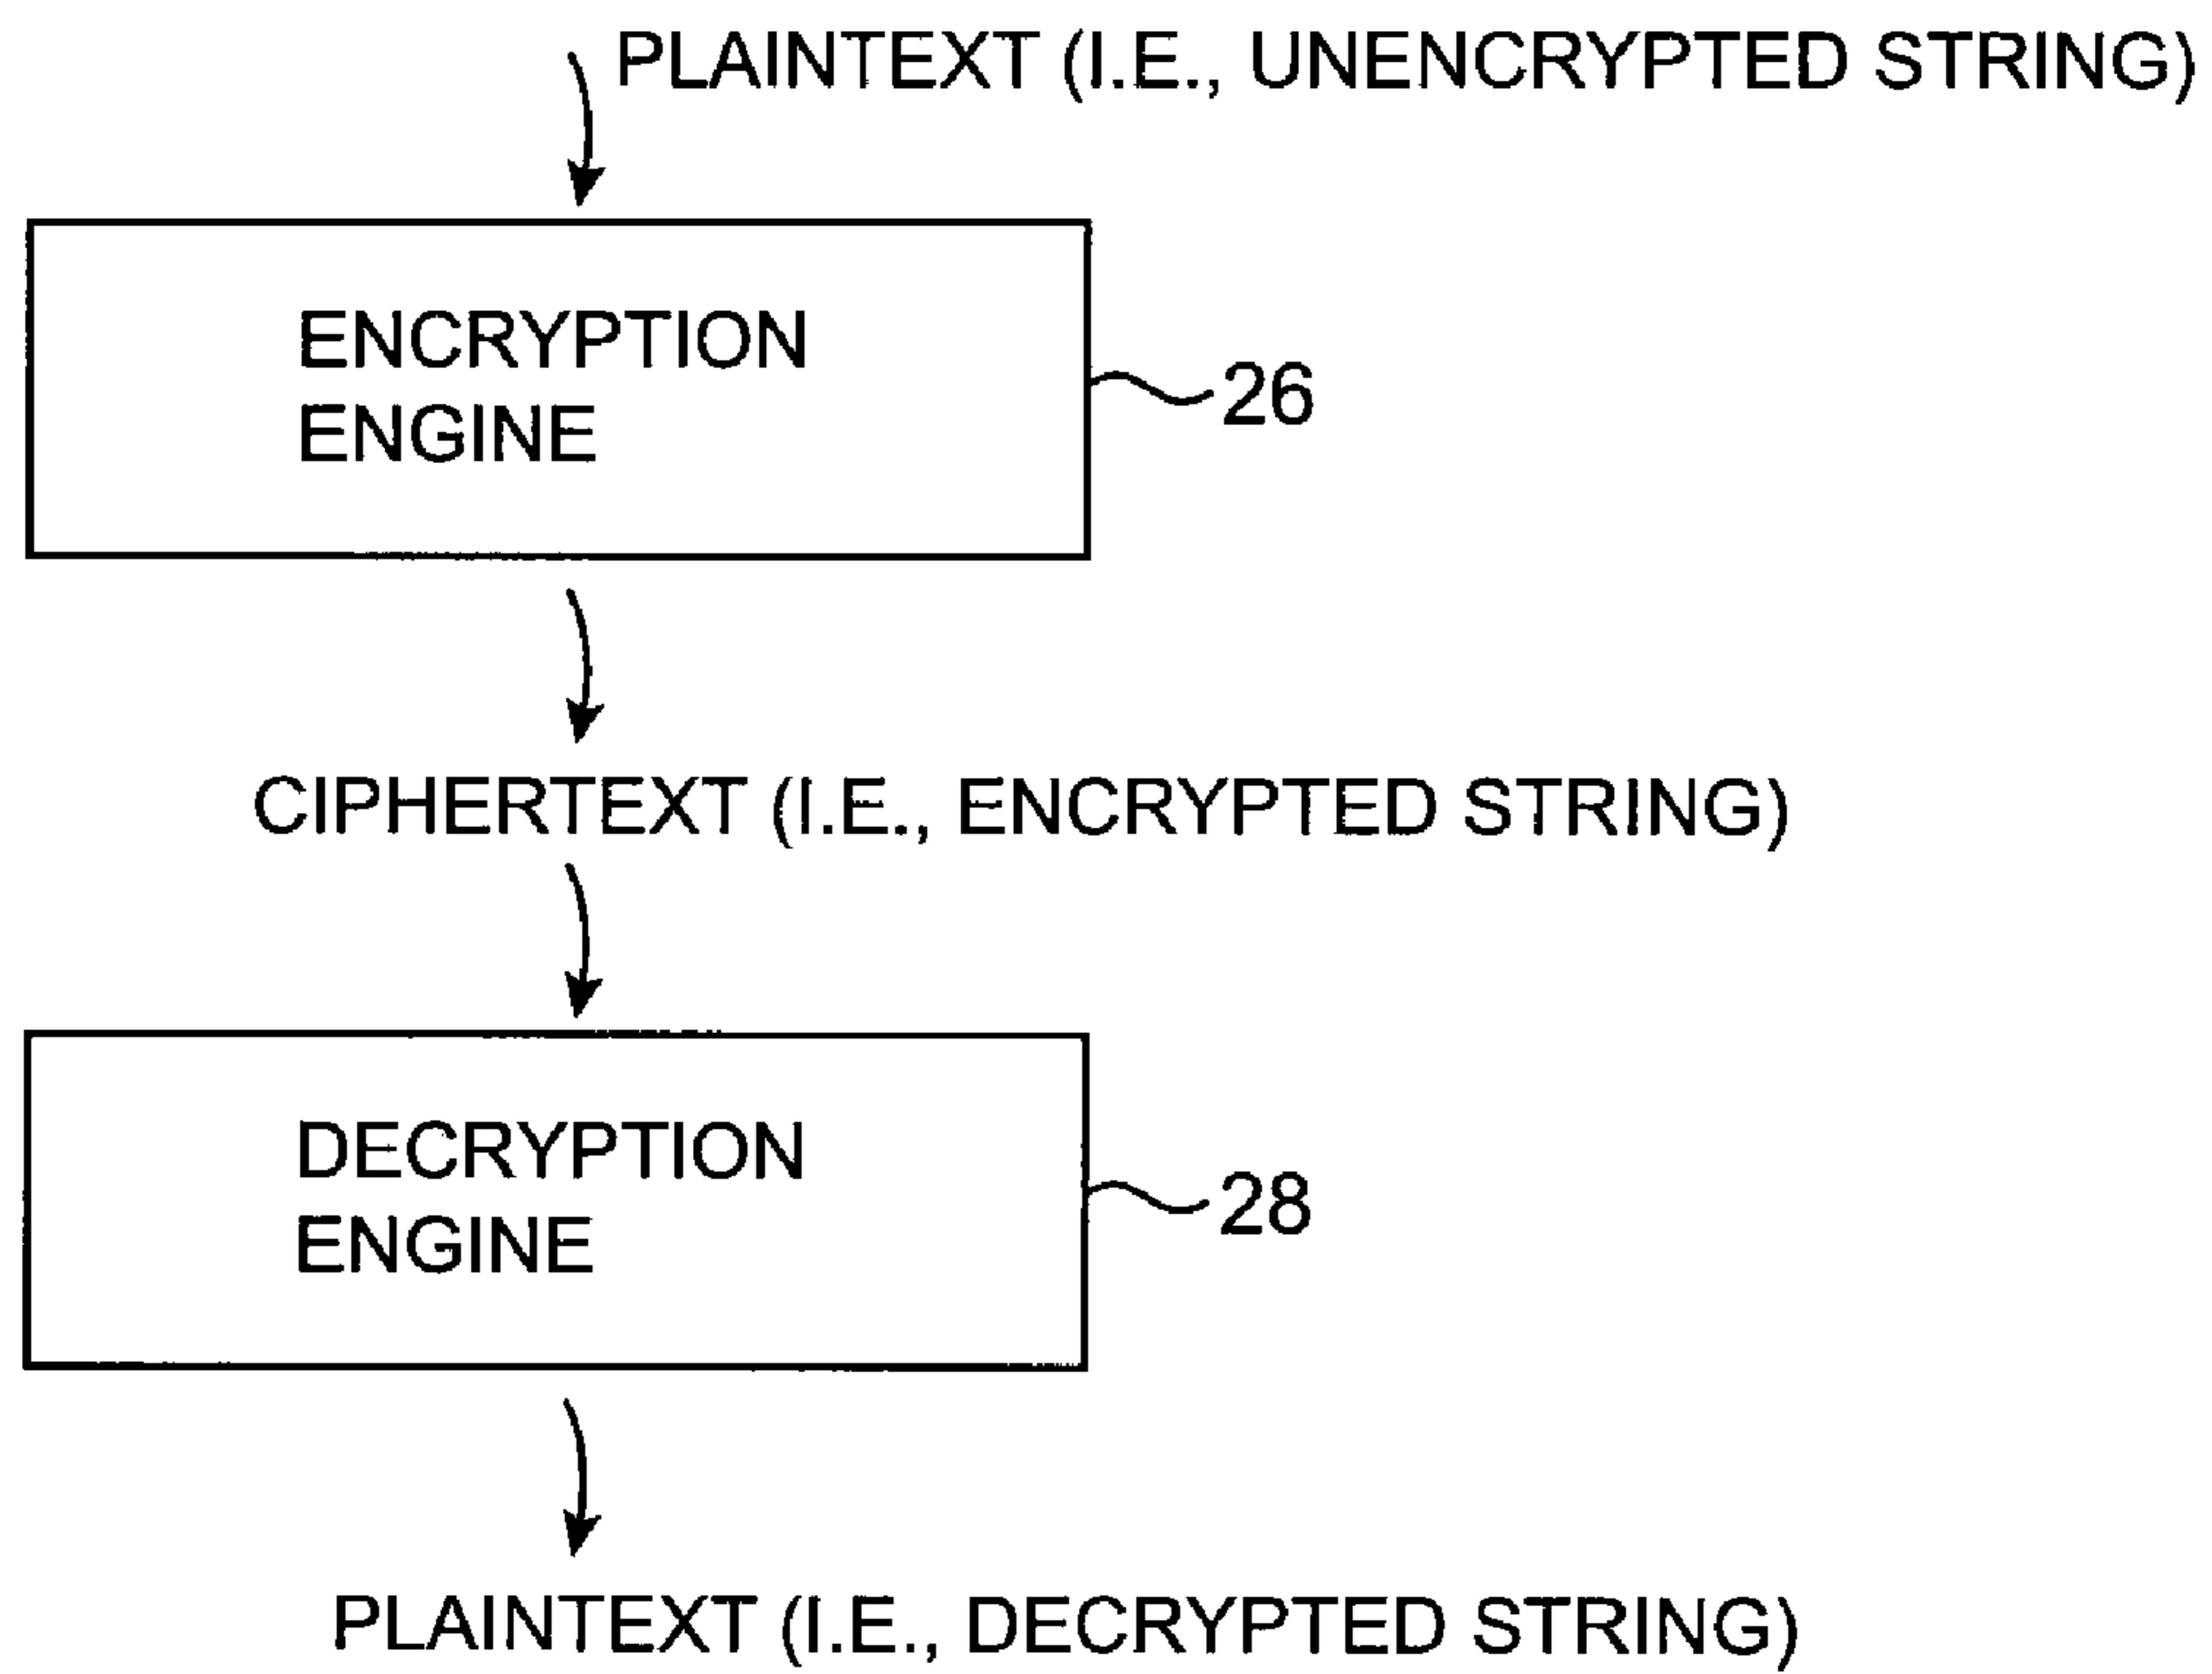 PLAINTEXT (I.E., UNENCRYPTED STRING)
ENCRYPTION
ENGINE
26
CIPHERTEXT (I.E., ENCRYPTED STRING)
DECRYPTION
ENGINE
28
PLAINTEXT (I.E., DECRYPTED STRING)